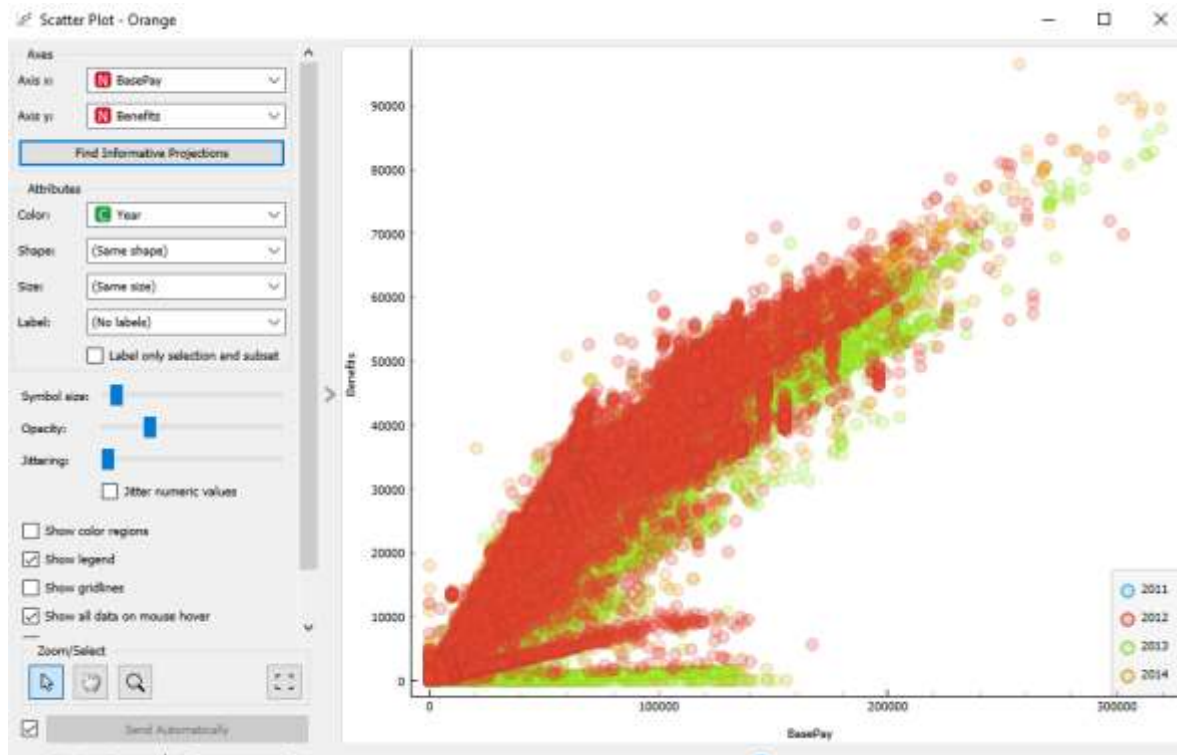 Scatter Plot - Orange
Axes
Axis x: N BasePay
Axis y: N Benefits
Find Informative Projections
Attributes
Color: C Year
Shape: (Same shape)
Size: (Same size)
Label: (No labels)
Label only selection and subset
Symbol size:
Opacity:
Jittering:
Jitter numeric values
Show color regions
Show legend
Show gridlines
Show all data on mouse hover
Zoom/Select
Send Automatically
90000
80000
70000
60000
50000
40000
30000
20000
10000
0
Benefits
0 100000 200000 300000
BasePay
2011
2012
2013
2014